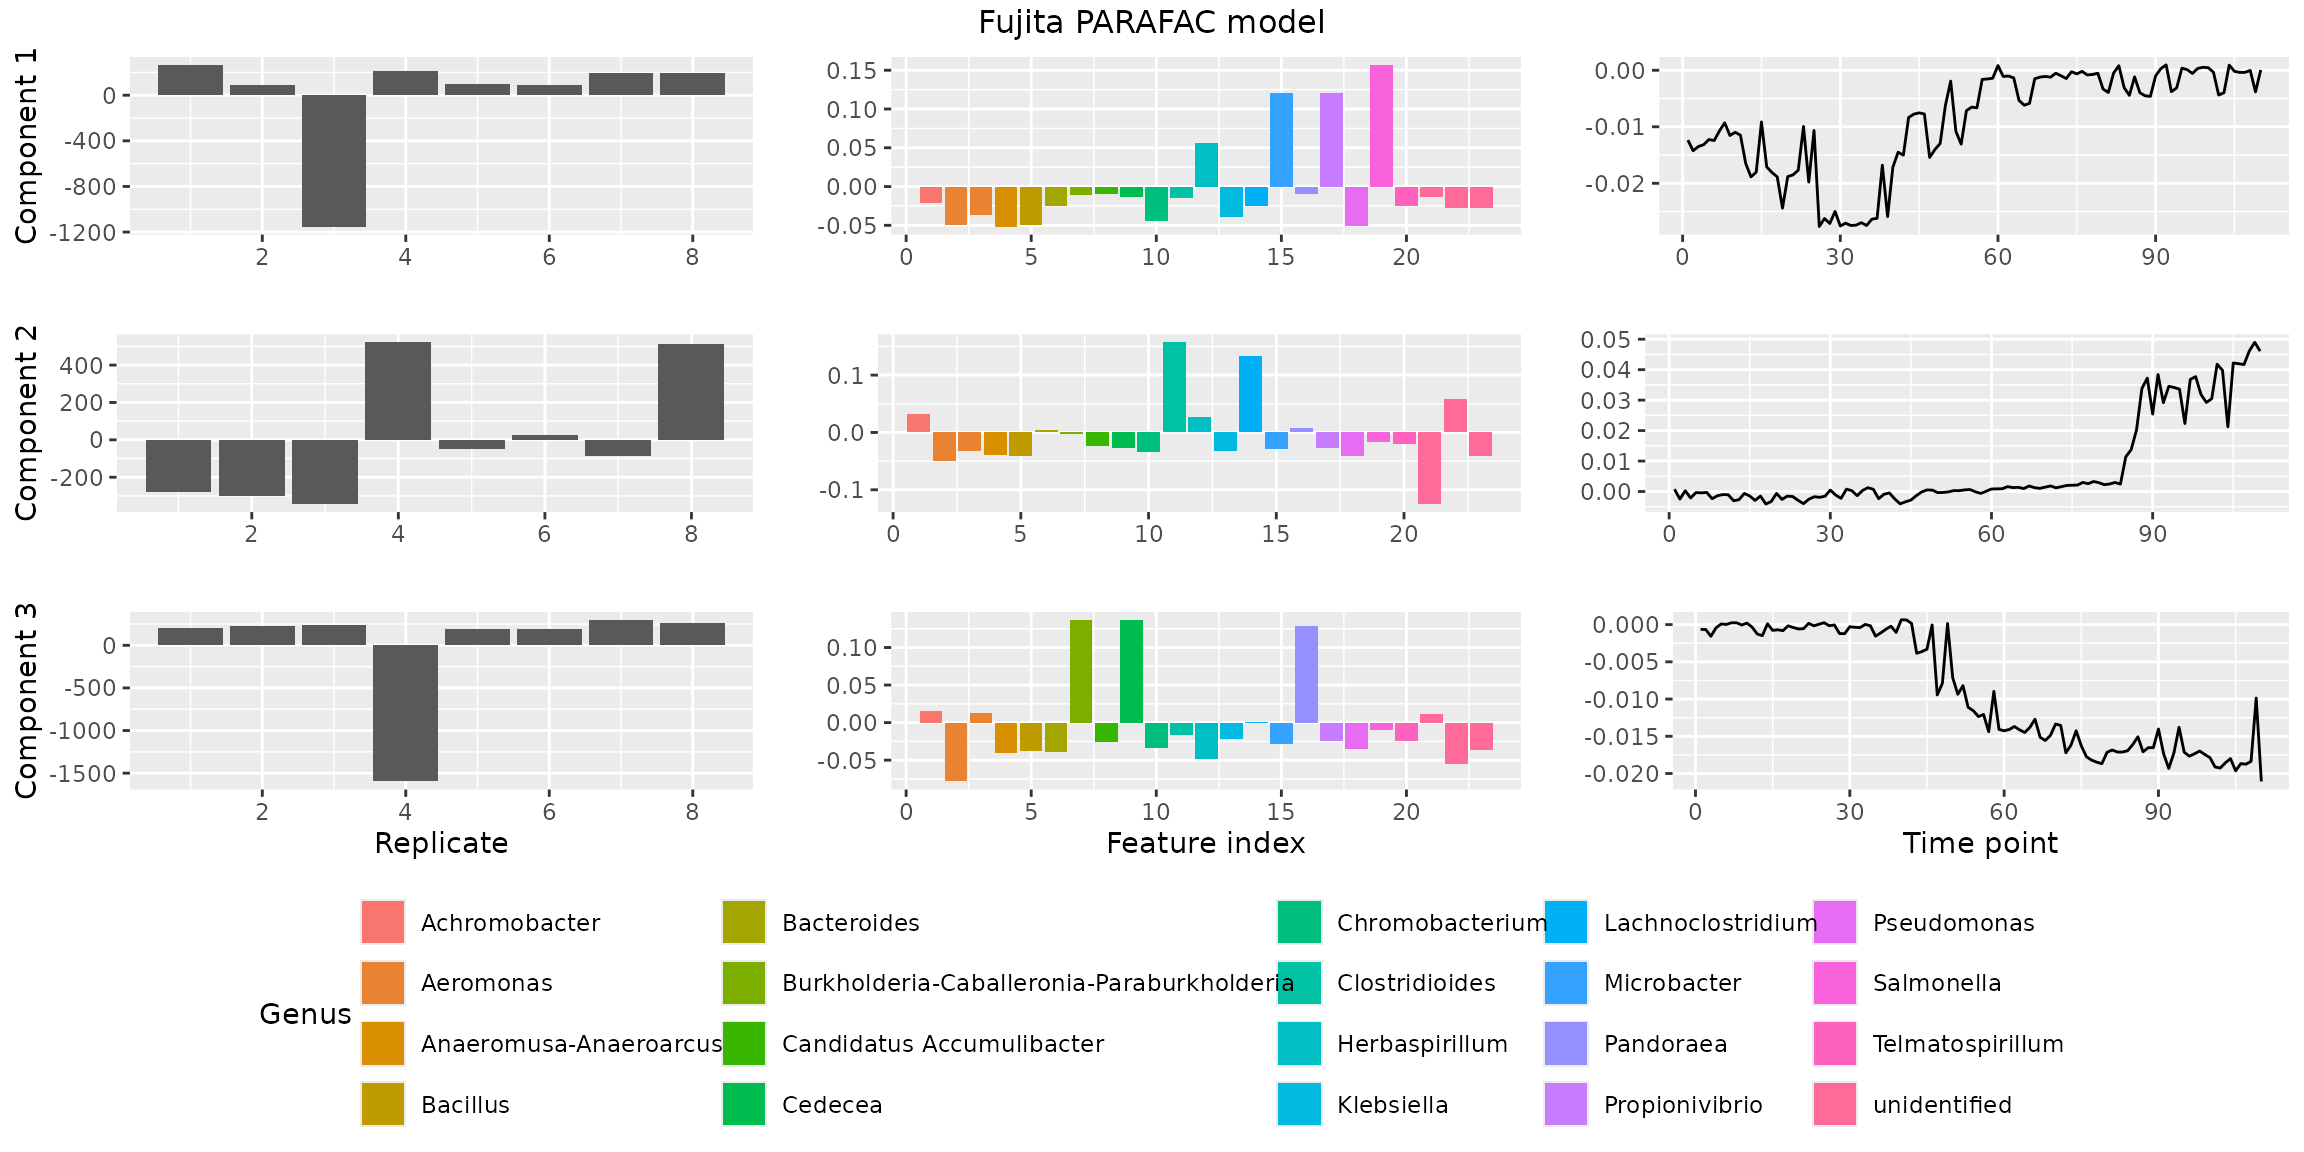 Fujita PARAFAC model
Component 1
0
-400
-800
-1200
2 4 6 8
0.15
0.10
0.05
0.00
-0.05
0 5 10 15 20
0.00
-0.01
-0.02
0 30 60 90
Component 2
400
200
0
-200
2 4 6 8
0.1
0.0
-0.1
0 5 10 15 20
0.05
0.04
0.03
0.02
0.01
0.00
0 30 60 90
Component 3
0
-500
-1000
-1500
2 4 6 8
Replicate
0.10
0.05
0.00
-0.05
0 5 10 15 20
Feature index
0.000
-0.005
-0.010
-0.015
-0.020
0 30 60 90
Time point
Genus
Achromobacter
Aeromonas
Anaeromusa-Anaeroarcus
Bacillus
Bacteroides
Burkholderia-Caballeronia-Paraburkholderia
Candidatus Accumulibacter
Cedecea
Chromobacterium
Clostridioides
Herbaspirillum
Klebsiella
Lachnoclostridium
Microbacter
Pandoraea
Propionivibrio
Pseudomonas
Salmonella
Telmatospirillum
unidentified